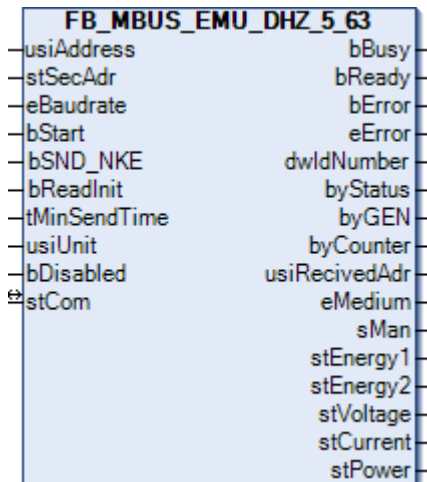 FB_MBUS_EMU_DHZ_5_63
usiAddress bBusy
stSecAdr bReady
eBaudrate bError
bStart eError
bSND_NKE dwIdNumber
bReadInit byStatus
tMinSendTime byGEN
usiUnit byCounter
bDisabled usiRecivedAdr
stCom eMedium
sMan
stEnergy1
stEnergy2
stVoltage
stCurrent
stPower